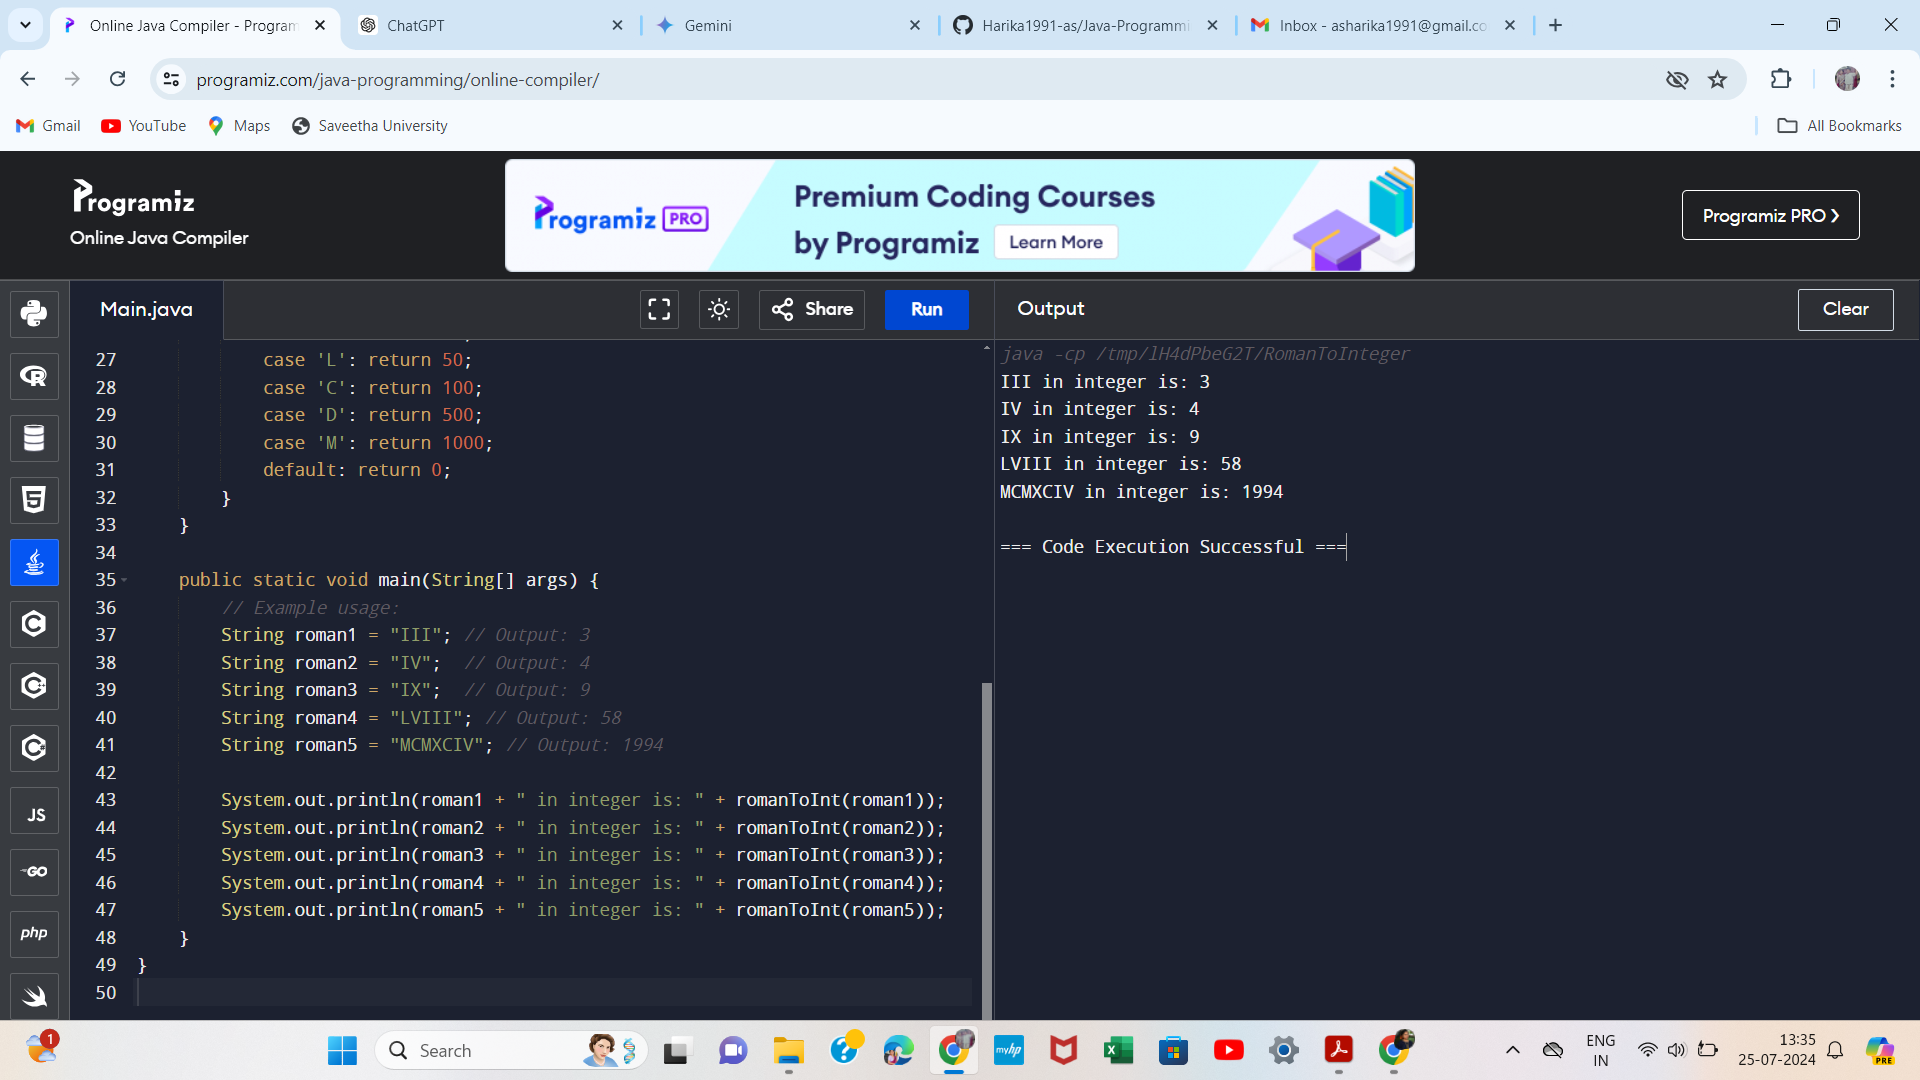 Online Java Compiler - Program
ChatGPT
Gemini
Harika1991-as/Java-Programmi
Inbox - asharika1991@gmail.co
programiz.com/java-programming/online-compiler/
Gmail
YouTube
Maps
Saveetha University
All Bookmarks
Programiz
Online Java Compiler
Programiz PRO
Premium Coding Courses
by Programiz
Learn More
Programiz PRO ❯
Main.java
Share
Run
Output
Clear
27 case 'L': return 50;
28 case 'C': return 100;
29 case 'D': return 500;
30 case 'M': return 1000;
31 default: return 0;
32 }
33 }
34
35 public static void main(String[] args) {
36 // Example usage:
37 String roman1 = "III"; // Output: 3
38 String roman2 = "IV";  // Output: 4
39 String roman3 = "IX";  // Output: 9
40 String roman4 = "LVIII"; // Output: 58
41 String roman5 = "MCMXCIV"; // Output: 1994
42
43 System.out.println(roman1 + " in integer is: " + romanToInt(roman1));
44 System.out.println(roman2 + " in integer is: " + romanToInt(roman2));
45 System.out.println(roman3 + " in integer is: " + romanToInt(roman3));
46 System.out.println(roman4 + " in integer is: " + romanToInt(roman4));
47 System.out.println(roman5 + " in integer is: " + romanToInt(roman5));
48 }
49 }
50
java -cp /tmp/lH4dPbeG2T/RomanToInteger
III in integer is: 3
IV in integer is: 4
IX in integer is: 9
LVIII in integer is: 58
MCMXCIV in integer is: 1994
=== Code Execution Successful ===
R
5
C
C
C
JS
GO
php
1
Search
myhp
ENG
IN
13:35
25-07-2024
PRE